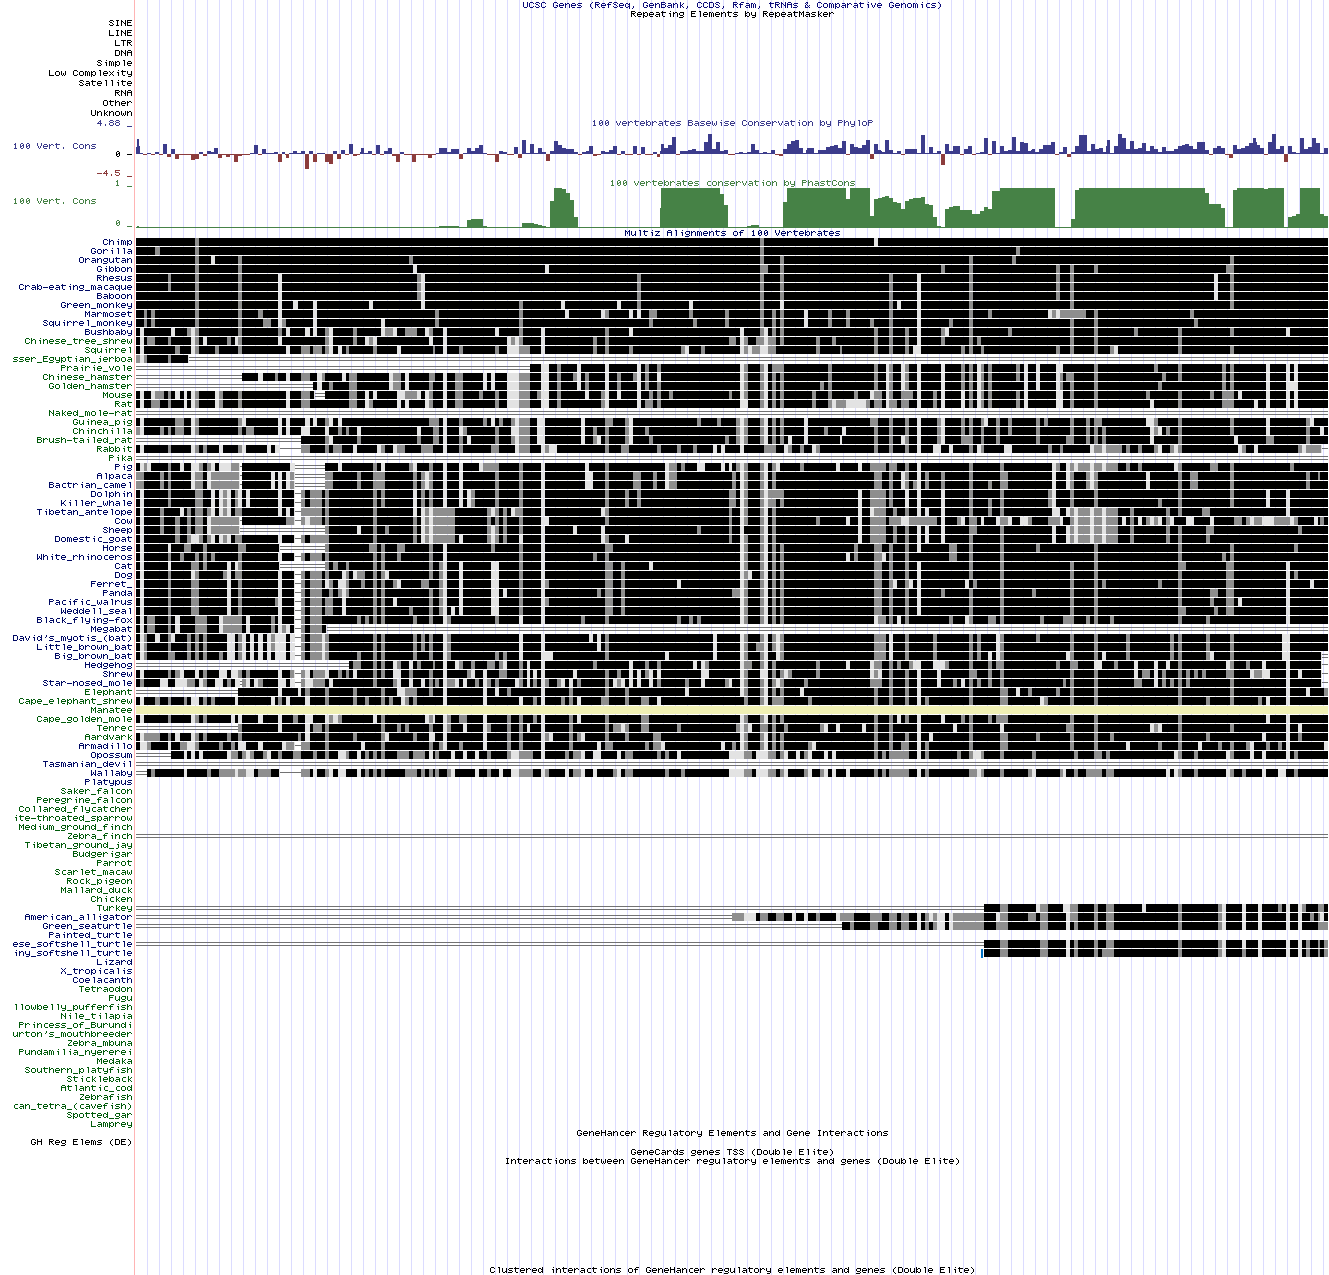 UCSC Genes (RefSeq, GenBank, CCDS, Rfam, tRNAs & Comparative Genomics)
Repeating Elements by RepeatMasker
SINE
LINE
LTR
DNA
Simple
Low Complexity
Satellite
RNA
Other
Unknown
100 vertebrates Basewise Conservation by PhyloP
4.88 _
100 Vert. Cons
0 _
-4.5 _
100 vertebrates conservation by PhastCons
1 _
100 Vert. Cons
0 _
Multiz Alignments of 100 Vertebrates
Chimp
Gorilla
Orangutan
Gibbon
Rhesus
Crab-eating_macaque
Baboon
Green_monkey
Marmoset
Squirrel_monkey
Bushbaby
Chinese_tree_shrew
Squirrel
sser_Egyptian_jerboa
Prairie_vole
Chinese_hamster
Golden_hamster
Mouse
Rat
Naked_mole-rat
Guinea_pig
Chinchilla
Brush-tailed_rat
Rabbit
Pika
Pig
Alpaca
Bactrian_camel
Dolphin
Killer_whale
Tibetan_antelope
Cow
Sheep
Domestic_goat
Horse
White_rhinoceros
Cat
Dog
Ferret_
Panda
Pacific_walrus
Weddell_seal
Black_flying-fox
Megabat
David's_myotis_(bat)
Little_brown_bat
Big_brown_bat
Hedgehog
Shrew
Star-nosed_mole
Elephant
Cape_elephant_shrew
Manatee
Cape_golden_mole
Tenrec
Aardvark
Armadillo
Opossum
Tasmanian_devil
Wallaby
Platypus
Saker_falcon
Peregrine_falcon
Collared_flycatcher
ite-throated_sparrow
Medium_ground_finch
Zebra_finch
Tibetan_ground_jay
Budgerigar
Parrot
Scarlet_macaw
Rock_pigeon
Mallard_duck
Chicken
Turkey
American_alligator
Green_seaturtle
Painted_turtle
ese_softshell_turtle
iny_softshell_turtle
Lizard
X_tropicalis
Coelacanth
Tetraodon
Fugu
llowbelly_pufferfish
Nile_tilapia
Princess_of_Burundi
urton's_mouthbreeder
Zebra_mbuna
Pundamilia_nyererei
Medaka
Southern_platyfish
Stickleback
Atlantic_cod
Zebrafish
can_tetra_(cavefish)
Spotted_gar
Lamprey
GeneHancer Regulatory Elements and Gene Interactions
GH Reg Elems (DE)
GeneCards genes TSS (Double Elite)
Interactions between GeneHancer regulatory elements and genes (Double Elite)
Clustered interactions of GeneHancer regulatory elements and genes (Double Elite)